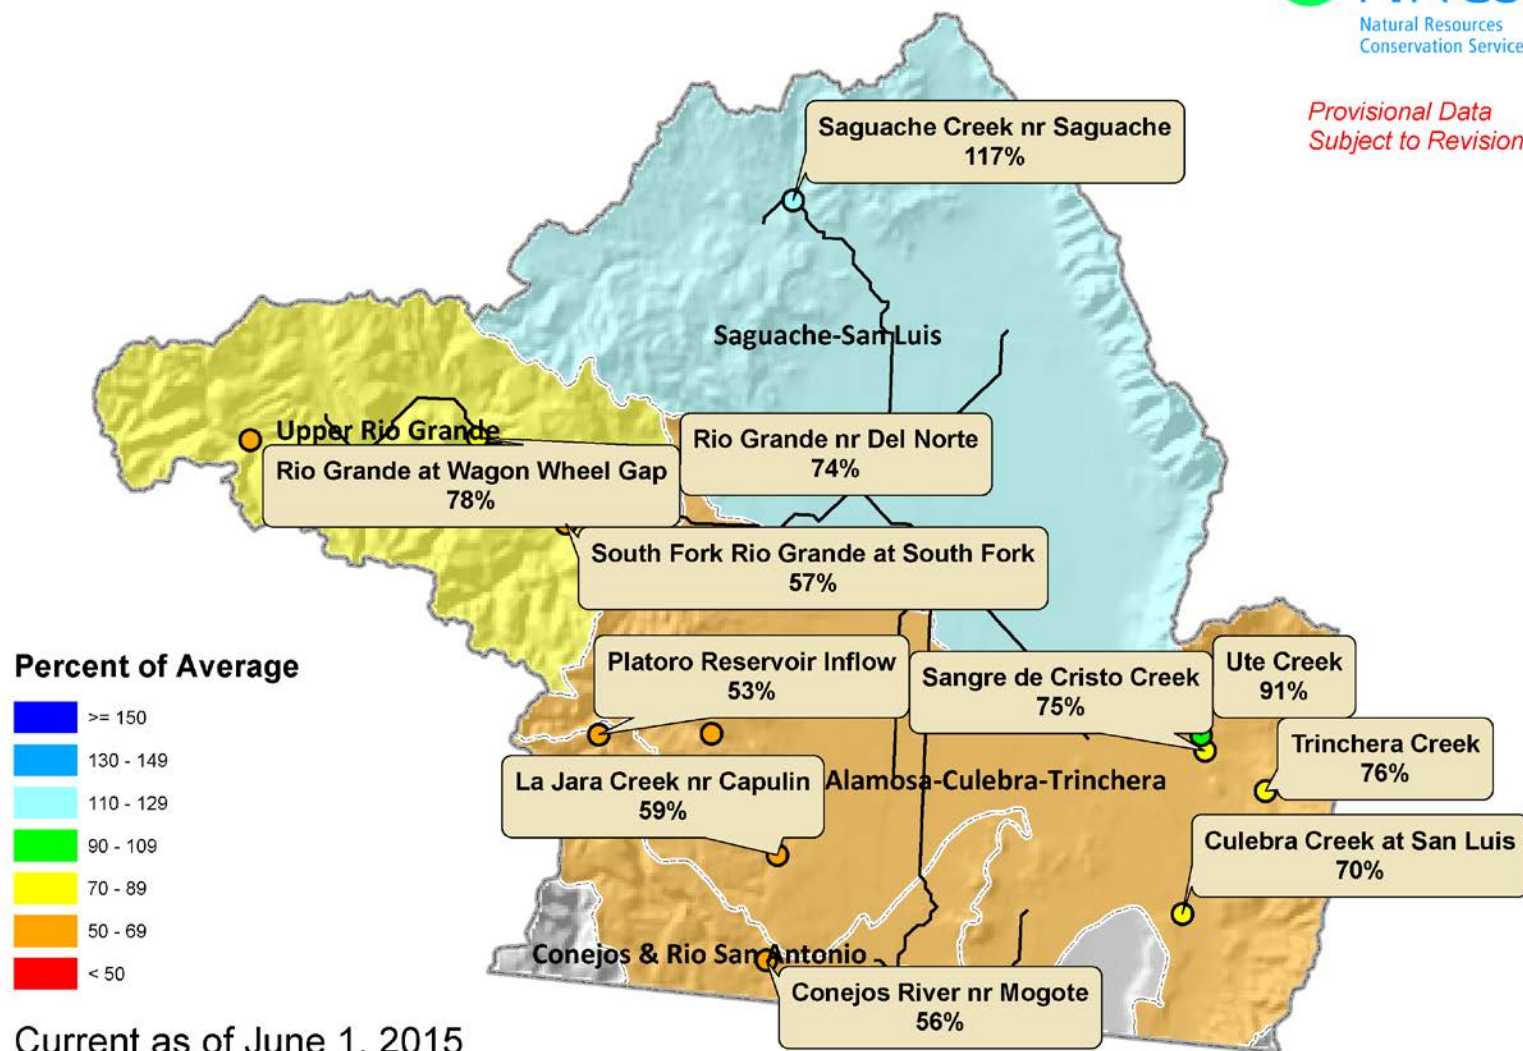 Natural Resources
Conservation Service
Provisional Data
Subject to Revision
Saguache Creek nr Saguache
117%
Saguache-San Luis
Upper Rio Grande
Rio Grande nr Del Norte
74%
Rio Grande at Wagon Wheel Gap
78%
South Fork Rio Grande at South Fork
57%
Platoro Reservoir Inflow
53%
Sangre de Cristo Creek
75%
Ute Creek
91%
Trinchera Creek
76%
La Jara Creek nr Capulin
59%
Alamosa-Culebra-Trinchera
Culebra Creek at San Luis
70%
Conejos & Rio San Antonio
Conejos River nr Mogote
56%
Percent of Average
>= 150
130 - 149
110 - 129
90 - 109
70 - 89
50 - 69
< 50
Current as of June 1, 2015